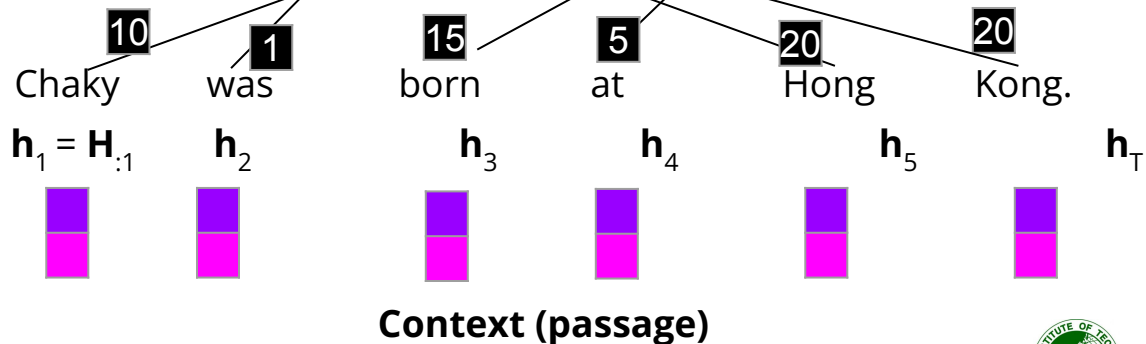 10 1 15 5 20 20
Chaky was born at Hong Kong.
h₁ = H:₁ h₂ h₃ h₄ h₅ h_T
Context (passage)